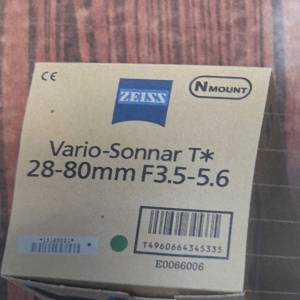 CE
N MOUNT
ZEISS
Vario-Sonnar T*
28-80mm F3.5-5.6
T4960664345335
E0066006